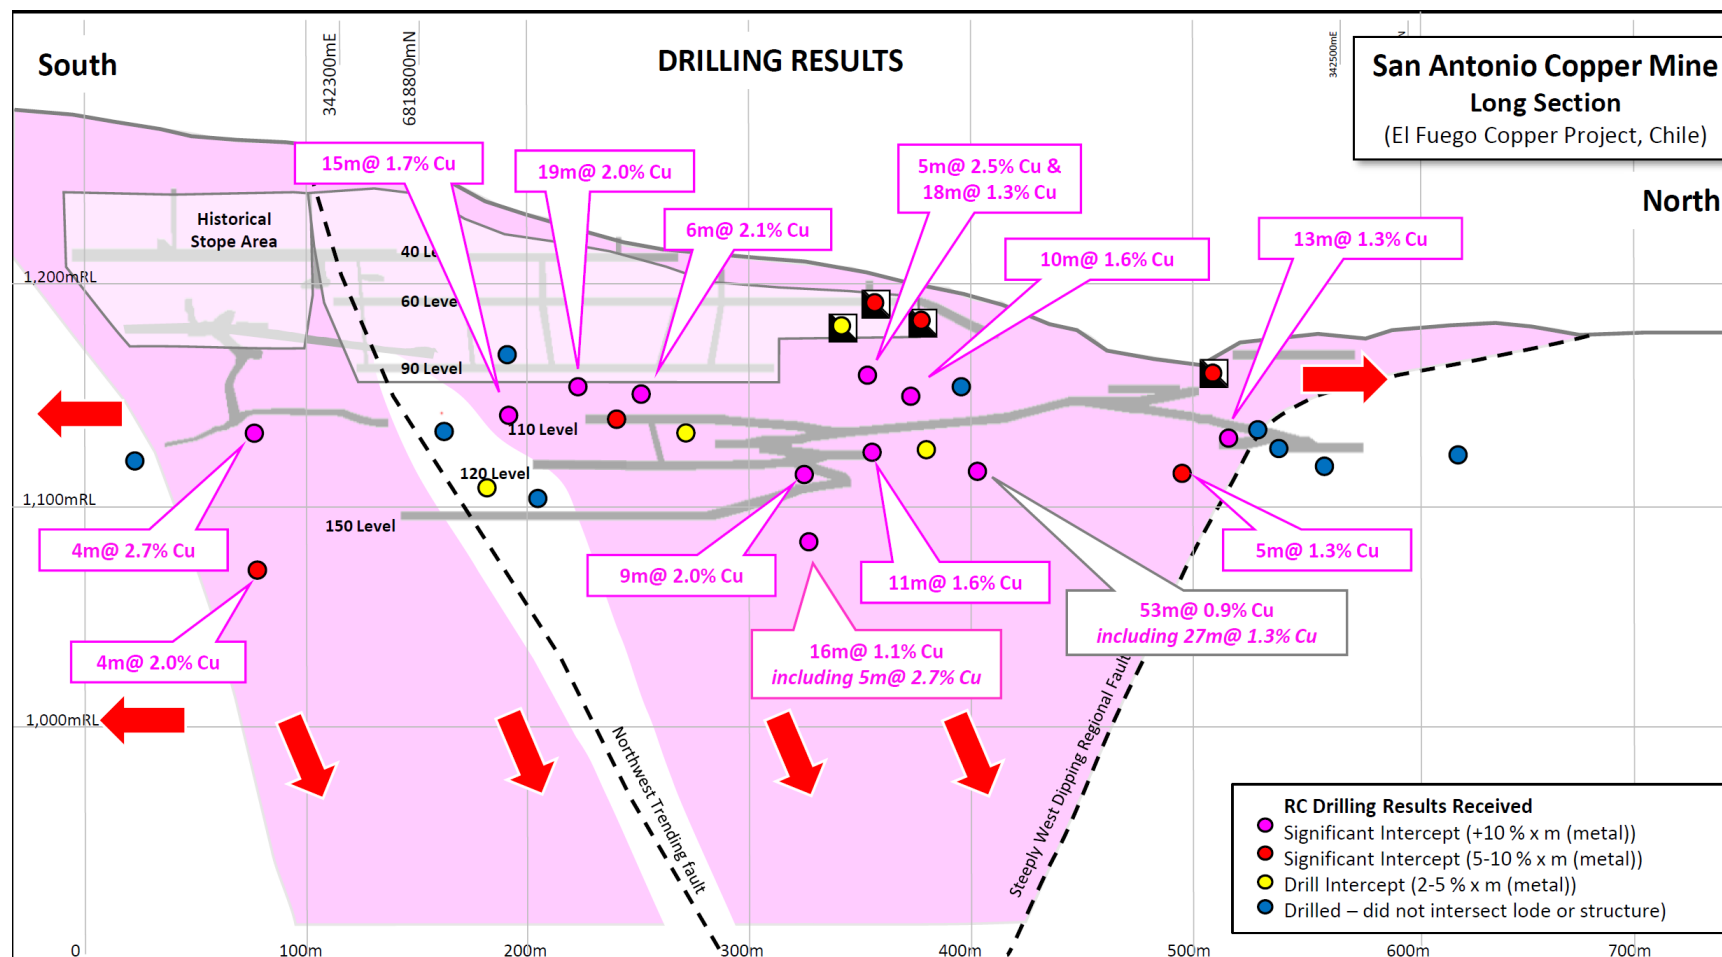 South
DRILLING RESULTS
San Antonio Copper Mine
Long Section
(El Fuego Copper Project, Chile)
North
342300mE
6818800mN
342500mE
N
15m@ 1.7% Cu
19m@ 2.0% Cu
5m@ 2.5% Cu &
18m@ 1.3% Cu
6m@ 2.1% Cu
10m@ 1.6% Cu
13m@ 1.3% Cu
Historical
Stope Area
40 Le
1,200mRL
60 Leve
90 Level
110 Level
120 Level
1,100mRL
150 Level
4m@ 2.7% Cu
9m@ 2.0% Cu
11m@ 1.6% Cu
5m@ 1.3% Cu
53m@ 0.9% Cu
including 27m@ 1.3% Cu
4m@ 2.0% Cu
16m@ 1.1% Cu
including 5m@ 2.7% Cu
1,000mRL
Northwest Trending fault
Steeply West Dipping Regional Fault
RC Drilling Results Received
Significant Intercept (+10 % x m (metal))
Significant Intercept (5-10 % x m (metal))
Drill Intercept (2-5 % x m (metal))
Drilled – did not intersect lode or structure)
0
100m
200m
300m
400m
500m
600m
700m